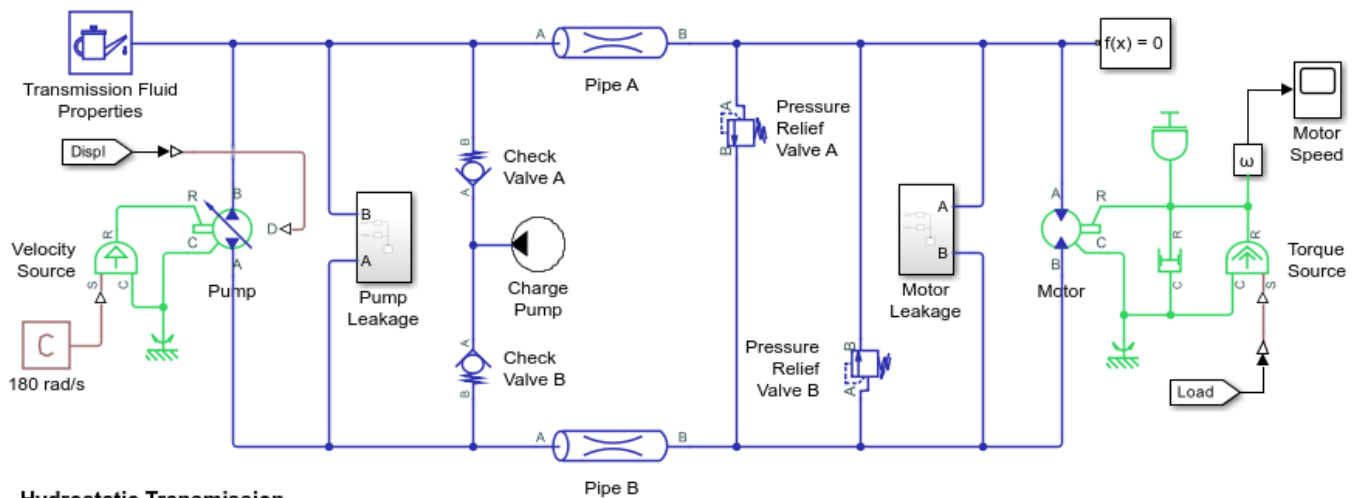 A
B
f(x) = 0
Transmission Fluid
Properties
Pipe A
Motor
Speed
A
B
Pressure
Relief
Valve A
Displ
B
A
Check
Valve A
ω
R
C
B
A
D
Pump
Velocity
Source
R
S
C
B
A
Pump
Leakage
Charge
Pump
A
B
Motor
Leakage
A
B
R
C
Motor
R
C
R
C
S
Torque
Source
C
180 rad/s
A
B
Check
Valve B
Pressure
Relief
Valve B
B
A
Load
A
B
Pipe B
Hydrostatic Transmission